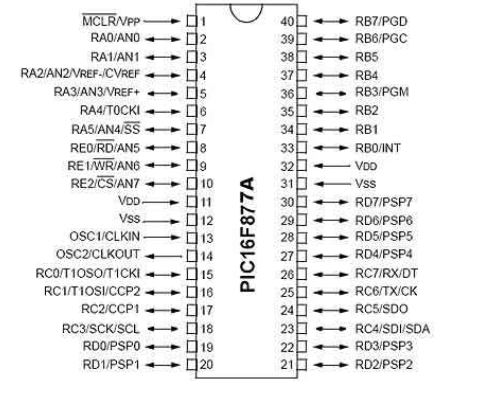 MCLR/VPP 1 40 RB7/PGD
RA0/AN0 2 39 RB6/PGC
RA1/AN1 3 38 RB5
RA2/AN2/VREF-/CVREF 4 37 RB4
RA3/AN3/VREF+ 5 36 RB3/PGM
RA4/T0CKI 6 35 RB2
RA5/AN4/SS 7 34 RB1
RE0/RD/AN5 8 33 RB0/INT
RE1/WR/AN6 9 32 VDD
RE2/CS/AN7 10 31 VSS
VDD 11 30 RD7/PSP7
VSS 12 29 RD6/PSP6
OSC1/CLKIN 13 28 RD5/PSP5
OSC2/CLKOUT 14 27 RD4/PSP4
RC0/T1OSO/T1CKI 15 26 RC7/RX/DT
RC1/T1OSI/CCP2 16 25 RC6/TX/CK
RC2/CCP1 17 24 RC5/SDO
RC3/SCK/SCL 18 23 RC4/SDI/SDA
RD0/PSP0 19 22 RD3/PSP3
RD1/PSP1 20 21 RD2/PSP2
PIC16F877A